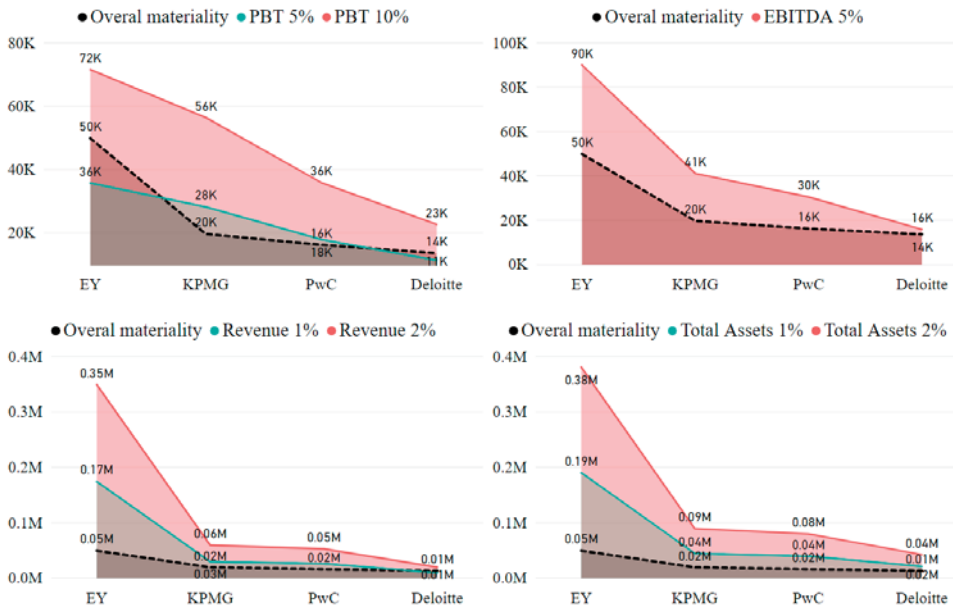 Overal materiality PBT 5% PBT 10%
80K
60K
40K
20K
72K
50K
36K
56K
28K
20K
36K
16K
18K
23K
14K
11K
EY KPMG PwC Deloitte
Overal materiality EBITDA 5%
100K
80K
60K
40K
20K
0K
90K
50K
41K
20K
30K
16K
16K
14K
EY KPMG PwC Deloitte
Overal materiality Revenue 1% Revenue 2%
0.4M
0.3M
0.2M
0.1M
0.0M
0.35M
0.17M
0.05M
0.06M
0.02M
0.03M
0.05M
0.02M
0.01M
0.01M
EY KPMG PwC Deloitte
Overal materiality Total Assets 1% Total Assets 2%
0.4M
0.3M
0.2M
0.1M
0.0M
0.38M
0.19M
0.05M
0.09M
0.04M
0.02M
0.08M
0.04M
0.02M
0.04M
0.01M
0.02M
EY KPMG PwC Deloitte